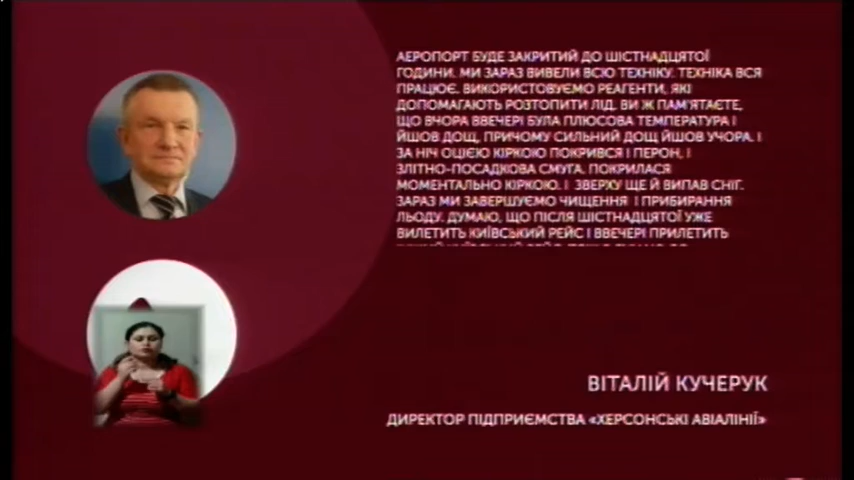 АЕРОПОРТ БУДЕ ЗАКРИТИЙ ДО ШІСТНАДЦЯТОЇ
ГОДИНИ. МИ ЗАРАЗ ВИВЕЛИ ВСЮ ТЕХНІКУ. ТЕХНІКА ВСЯ
ПРАЦЮЄ. ВИКОРИСТОВУЄМО РЕАГЕНТИ, ЯКІ
ДОПОМАГАЮТЬ РОЗТОПИТИ ЛІД. ВИ Ж ПАМ'ЯТАЄТЕ,
ЩО ВЧОРА ВВЕЧЕРІ БУЛА ПЛЮСОВА ТЕМПЕРАТУРА І
ЙШОВ ДОЩ, ПРИЧОМУ СИЛЬНИЙ ДОЩ ЙШОВ УЧОРА. І
ЗА НІЧ ОЦІЄЮ КІРКОЮ ПОКРИВСЯ І ПЕРОН, І
ЗЛІТНО-ПОСАДКОВА СМУГА. ПОКРИЛАСЯ
МОМЕНТАЛЬНО КІРКОЮ. І ЗВЕРХУ ЩЕ Й ВИПАВ СНІГ.
ЗАРАЗ МИ ЗАВЕРШУЄМО ЧИЩЕННЯ І ПРИБИРАННЯ
ЛЬОДУ. ДУМАЮ, ЩО ПІСЛЯ ШІСТНАДЦЯТОЇ УЖЕ
ВИЛЕТИТЬ КИЇВСЬКИЙ РЕЙС І ВВЕЧЕРІ ПРИЛЕТИТЬ
ВІТАЛІЙ КУЧЕРУК
ДИРЕКТОР ПІДПРИЄМСТВА «ХЕРСОНСЬКІ АВІАЛІНІЇ»